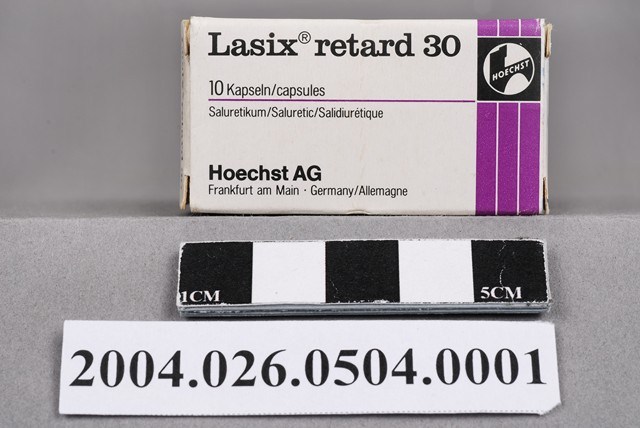 Lasix® retard 30
HOECHST
10 Kapseln/capsules
Saluretikum/Saluretic/Salidiurétique
Hoechst AG
Frankfurt am Main · Germany/Allemagne
1CM 5CM
2004.026.0504.0001